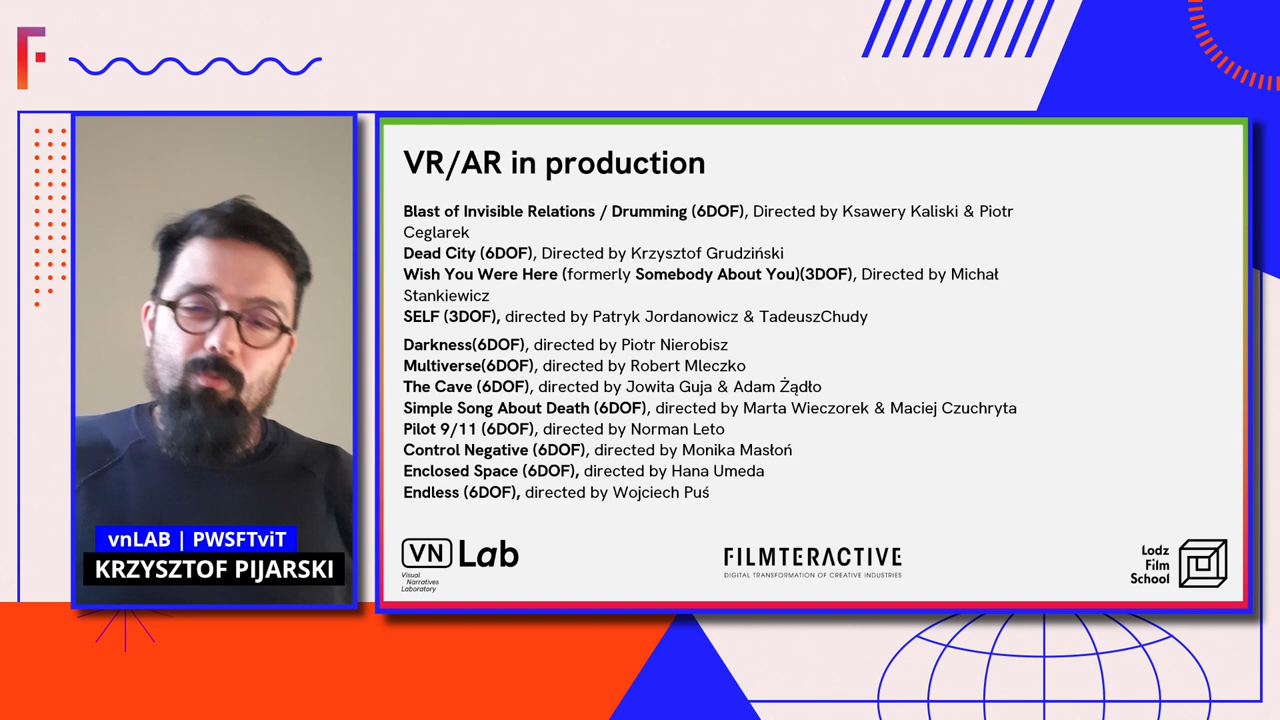 vnLAB | PWSFTviT
KRZYSZTOF PIJARSKI
VR/AR in production
Blast of Invisible Relations / Drumming (6DOF), Directed by Ksawery Kaliski & Piotr
Ceglarek
Dead City (6DOF), Directed by Krzysztof Grudziński
Wish You Were Here (formerly Somebody About You)(3DOF), Directed by Michał
Stankiewicz
SELF (3DOF), directed by Patryk Jordanowicz & TadeuszChudy
Darkness(6DOF), directed by Piotr Nierobisz
Multiverse(6DOF), directed by Robert Mleczko
The Cave (6DOF), directed by Jowita Guja & Adam Żądło
Simple Song About Death (6DOF), directed by Marta Wieczorek & Maciej Czuchryta
Pilot 9/11 (6DOF), directed by Norman Leto
Control Negative (6DOF), directed by Monika Masłoń
Enclosed Space (6DOF), directed by Hana Umeda
Endless (6DOF), directed by Wojciech Puś
VN Lab
Visual
Narratives
Laboratory
FILMTERACTIVE
DIGITAL TRANSFORMATION OF CREATIVE INDUSTRIES
Lodz
Film
School